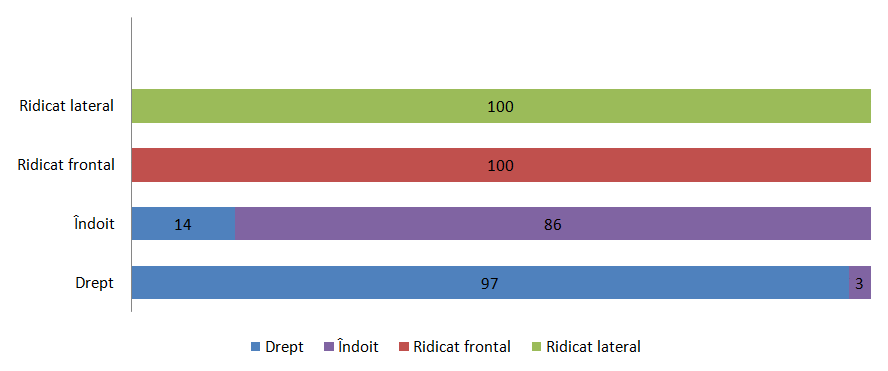 Ridicat lateral 100
Ridicat frontal 100
Îndoit 14 86
Drept 97 3
Drept Îndoit Ridicat frontal Ridicat lateral